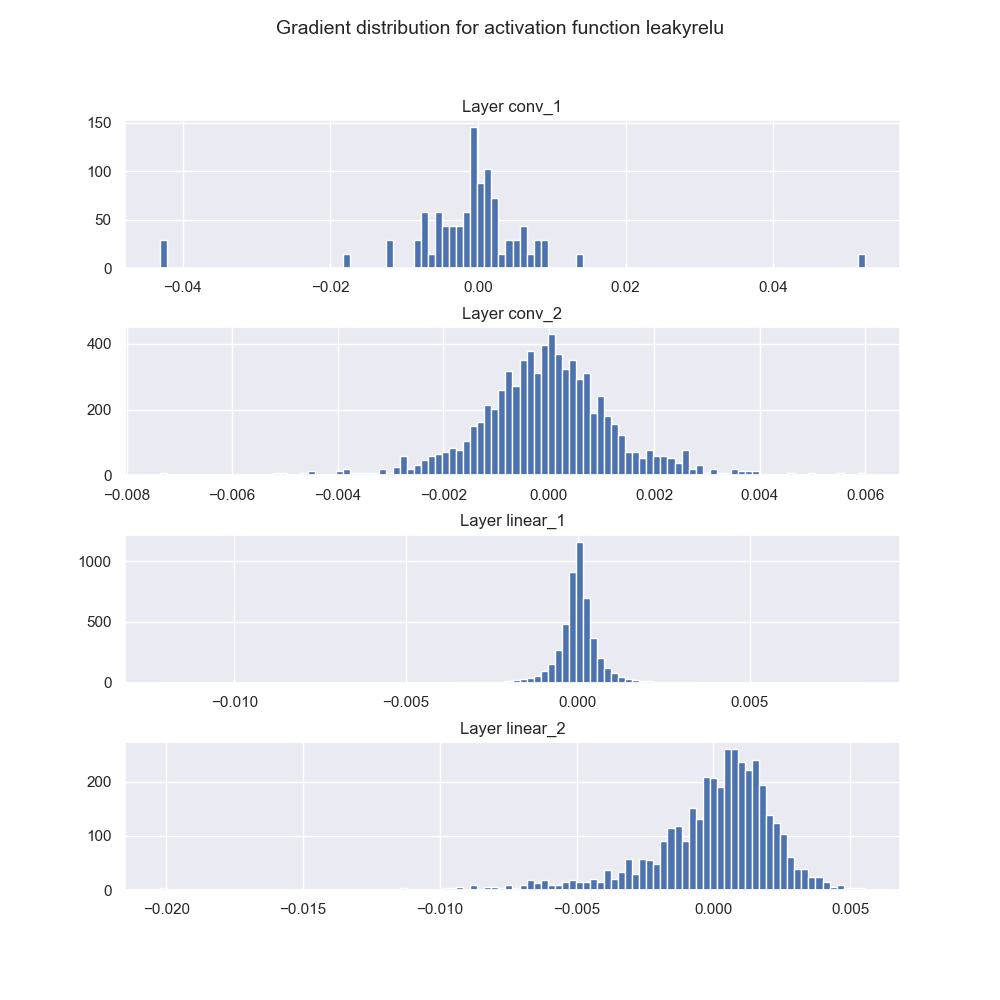 Gradient distribution for activation function leakyrelu
Layer conv_1
150
100
50
0
−0.04 −0.02 0.00 0.02 0.04
Layer conv_2
400
200
0
−0.008 −0.006 −0.004 −0.002 0.000 0.002 0.004 0.006
Layer linear_1
1000
500
0
−0.010 −0.005 0.000 0.005
Layer linear_2
200
100
0
−0.020 −0.015 −0.010 −0.005 0.000 0.005